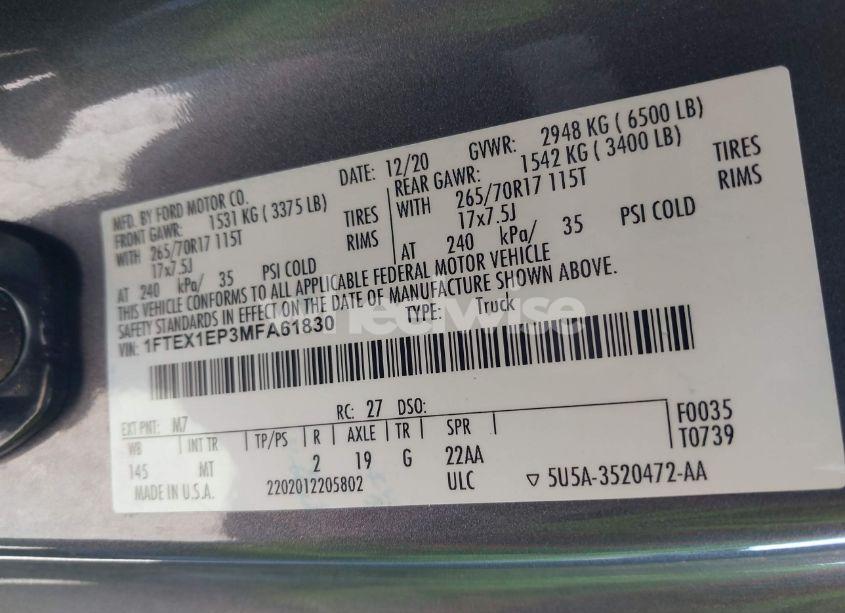 MFD. BY FORD MOTOR CO. DATE: 12/20 GVWR: 2948 KG ( 6500 LB)
FRONT GAWR: 1531 KG ( 3375 LB) REAR GAWR: 1542 KG ( 3400 LB)
WITH 265/70R17 115T TIRES WITH 265/70R17 115T TIRES
17x7.5J RIMS 17x7.5J RIMS
AT 240 kPa/ 35 PSI COLD AT 240 kPa/ 35 PSI COLD
THIS VEHICLE CONFORMS TO ALL APPLICABLE FEDERAL MOTOR VEHICLE
SAFETY STANDARDS IN EFFECT ON THE DATE OF MANUFACTURE SHOWN ABOVE.
VIN: 1FTEX1EP3MFA61830 TYPE: Truck
EXT PNT: M7 RC: 27 DSO: F0035
WB INT TR TP/PS R AXLE TR SPR T0739
145 MT 2 19 G 22AA
MADE IN U.S.A. 2202012205802 ULC ▽ 5U5A-3520472-AA